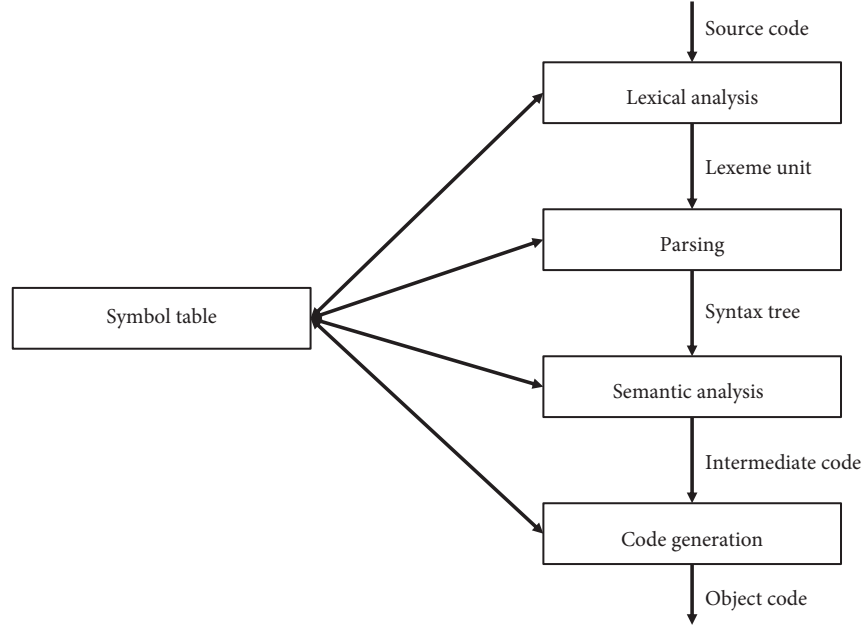 Source code
Lexical analysis
Lexeme unit
Parsing
Syntax tree
Symbol table
Semantic analysis
Intermediate code
Code generation
Object code